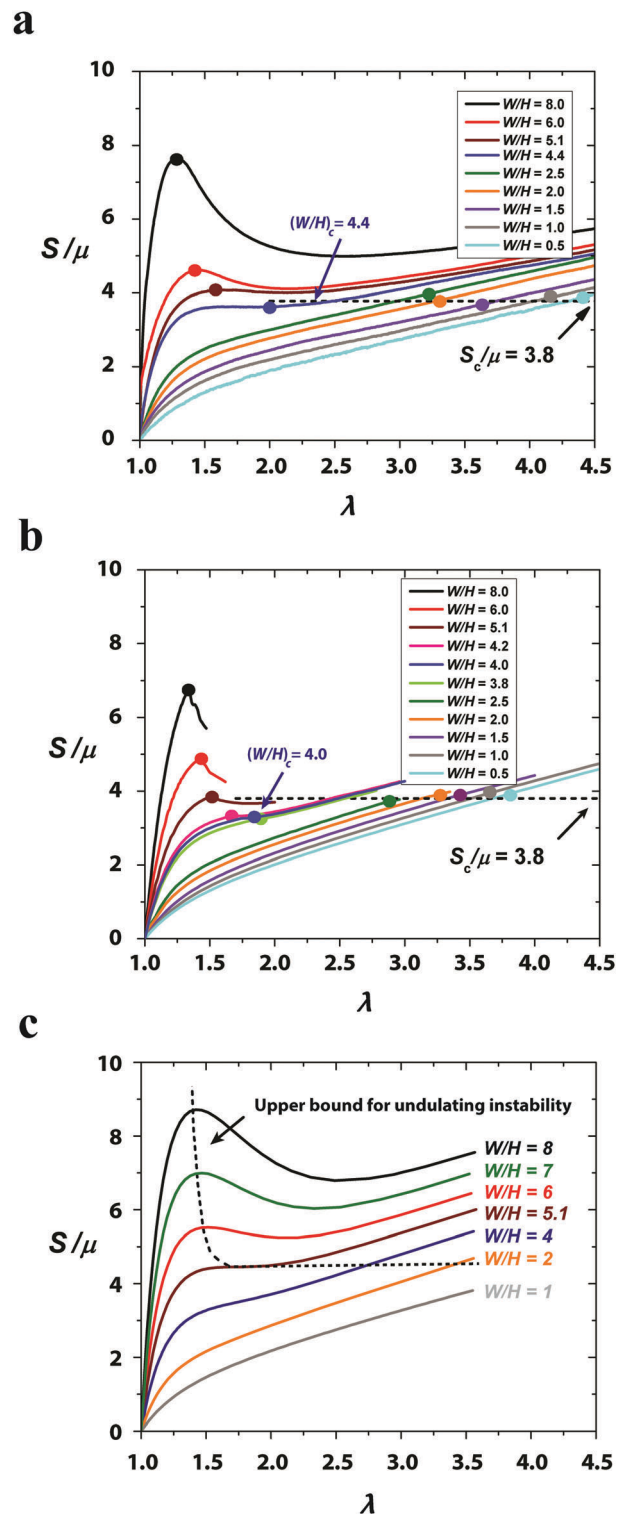 a
10
8
6
4
2
0
S/μ
W/H = 8.0
W/H = 6.0
W/H = 5.1
W/H = 4.4
W/H = 2.5
W/H = 2.0
W/H = 1.5
W/H = 1.0
W/H = 0.5
(W/H)c = 4.4
Sc/μ = 3.8
1.0 1.5 2.0 2.5 3.0 3.5 4.0 4.5
λ
b
10
8
6
4
2
0
S/μ
W/H = 8.0
W/H = 6.0
W/H = 5.1
W/H = 4.2
W/H = 4.0
W/H = 3.8
W/H = 2.5
W/H = 2.0
W/H = 1.5
W/H = 1.0
W/H = 0.5
(W/H)c = 4.0
Sc/μ = 3.8
1.0 1.5 2.0 2.5 3.0 3.5 4.0 4.5
λ
c
10
8
6
4
2
0
S/μ
Upper bound for undulating instability
W/H = 8
W/H = 7
W/H = 6
W/H = 5.1
W/H = 4
W/H = 2
W/H = 1
1.0 1.5 2.0 2.5 3.0 3.5 4.0 4.5
λ